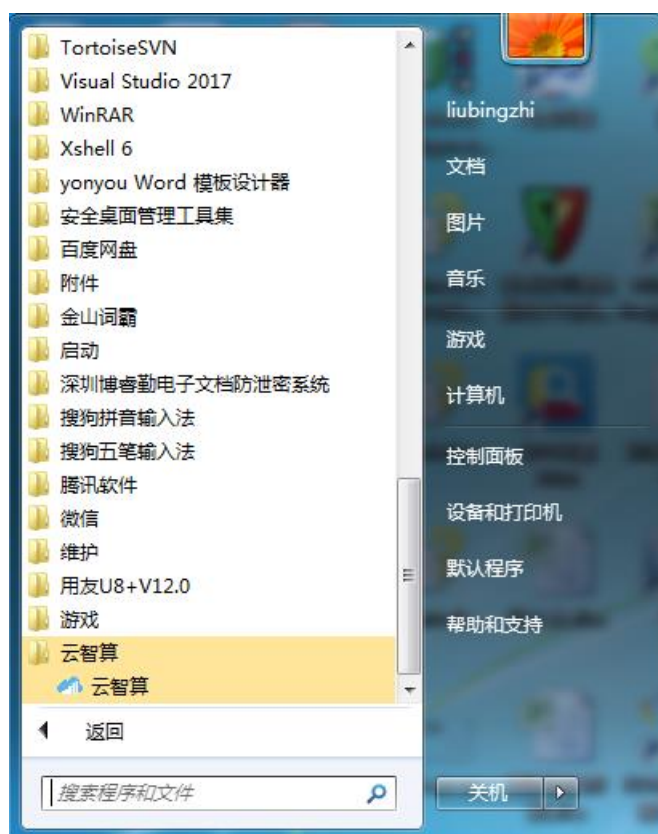 TortoiseSVN
Visual Studio 2017
WinRAR
Xshell 6
yonyou Word 模板设计器
安全桌面管理工具集
百度网盘
附件
金山词霸
启动
深圳博睿勤电子文档防泄密系统
搜狗拼音输入法
搜狗五笔输入法
腾讯软件
微信
维护
用友U8+V12.0
游戏
云智算
云智算
返回
搜索程序和文件
liubingzhi
文档
图片
音乐
游戏
计算机
控制面板
设备和打印机
默认程序
帮助和支持
关机